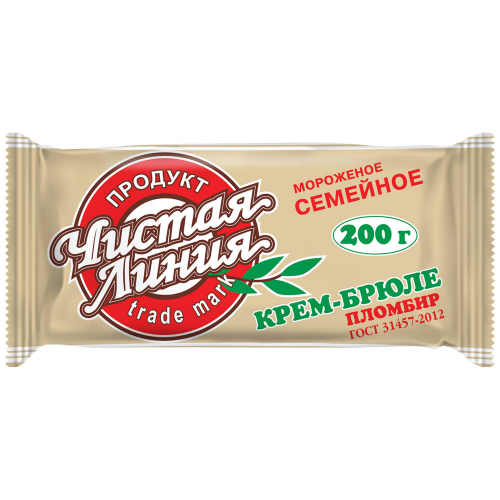 ПРОДУКТ
Чистая
Линия
trade mark
МОРОЖЕНОЕ
СЕМЕЙНОЕ
200 г
КРЕМ-БРЮЛЕ
ПЛОМБИР
ГОСТ 31457-2012